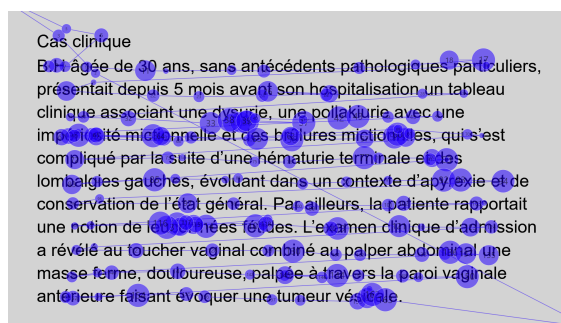 Cas clinique
B.H âgée de 30 ans, sans antécédents pathologiques particuliers,
présentait depuis 5 mois avant son hospitalisation un tableau
clinique associant une dysurie, une pollakiurie avec une
impériosité mictionnelle et des brûlures mictionnelles, qui s’est
compliqué par la suite d’une hématurie terminale et des
lombalgies gauches, évoluant dans un contexte d’apyrexie et de
conservation de l’état général. Par ailleurs, la patiente rapportait
une notion de fétides. L’examen clinique d’admission
a révélé au toucher vaginal combiné au palper abdominal une
masse ferme, douloureuse, palpée à travers la paroi vaginale
antérieure faisant évoquer une tumeur vésicale.